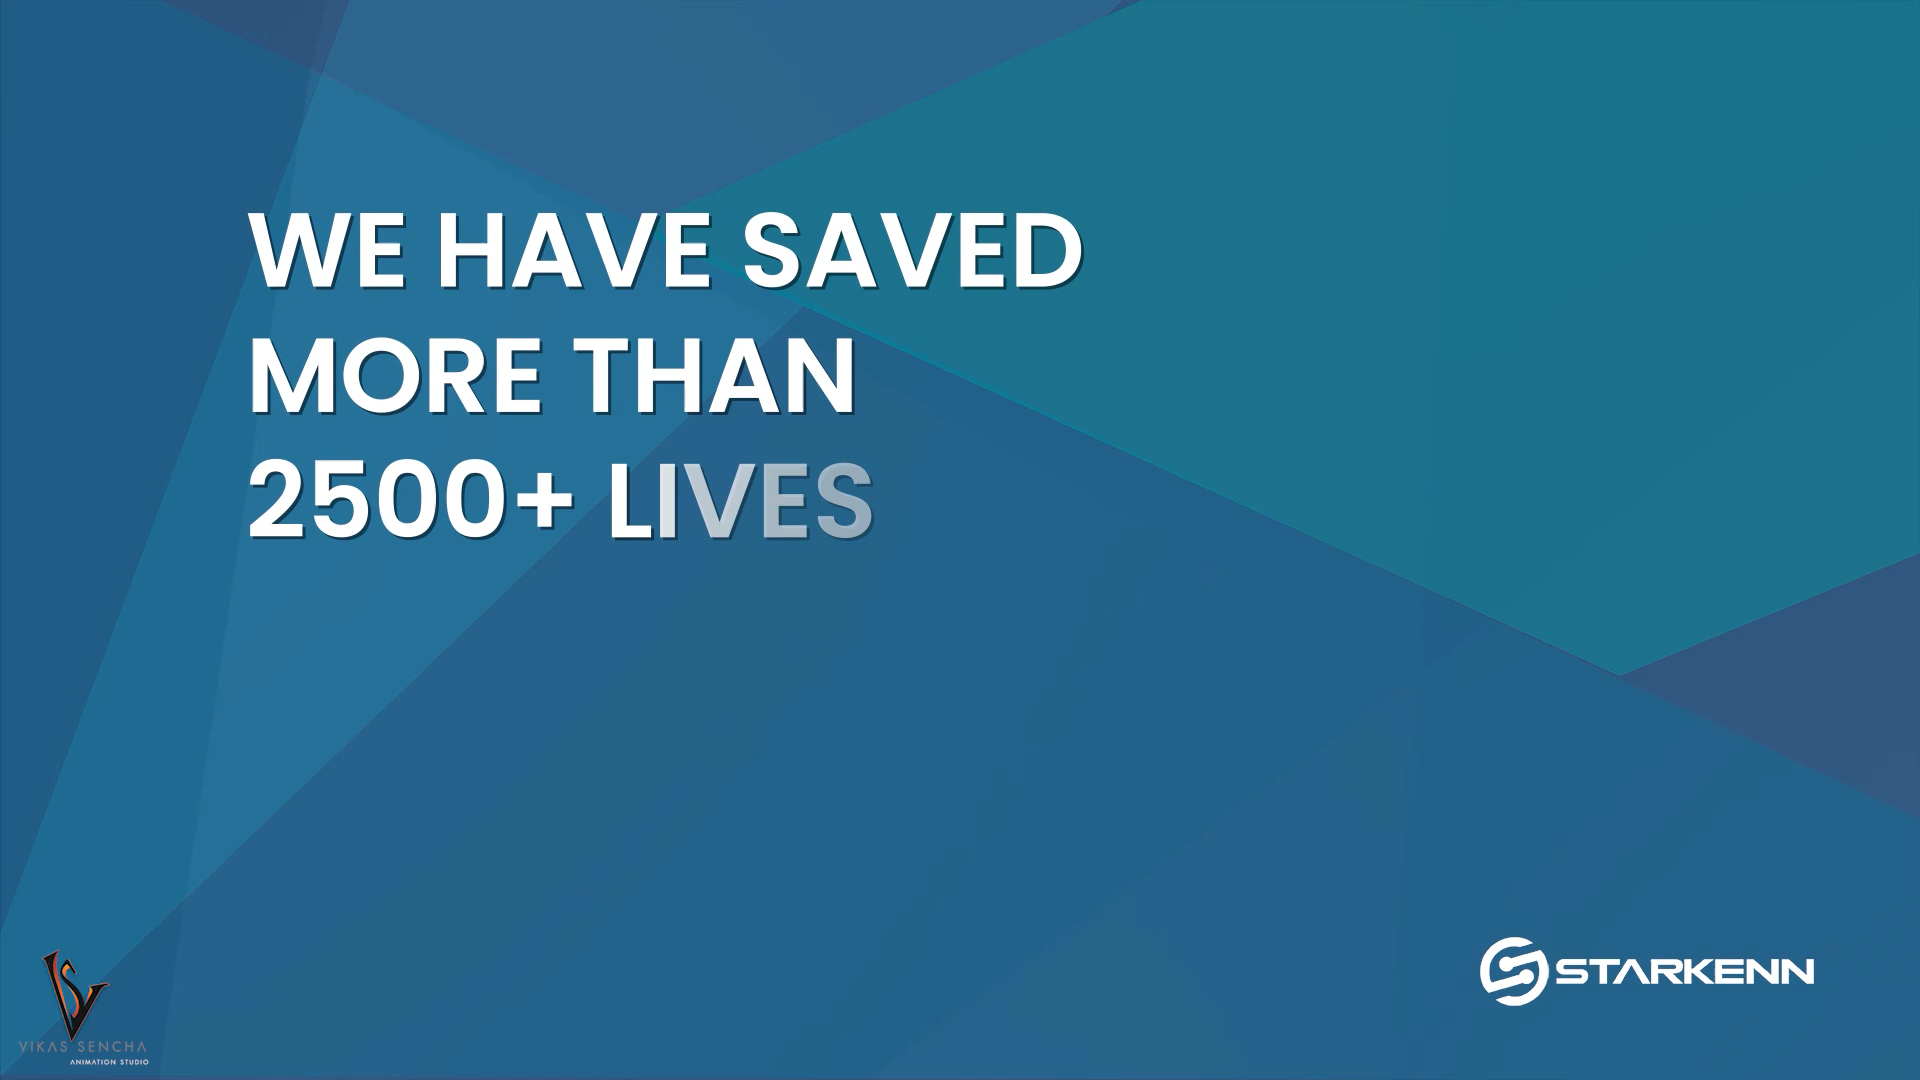 WE HAVE SAVED
MORE THAN
2500+ LIVES
STARKENN
VIKAS SENCHA
ANIMATION STUDIO